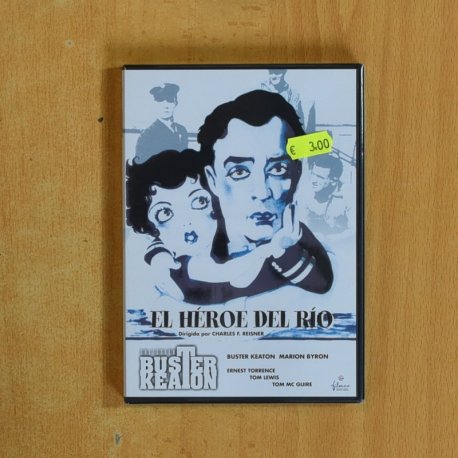 € 3.00
EL HÉROE DEL RÍO
Dirigida por CHARLES F. REISNER
BUSTER
KEATON
BUSTER KEATON MARION BYRON
ERNEST TORRENCE
TOM LEWIS
TOM MC GUIRE
films